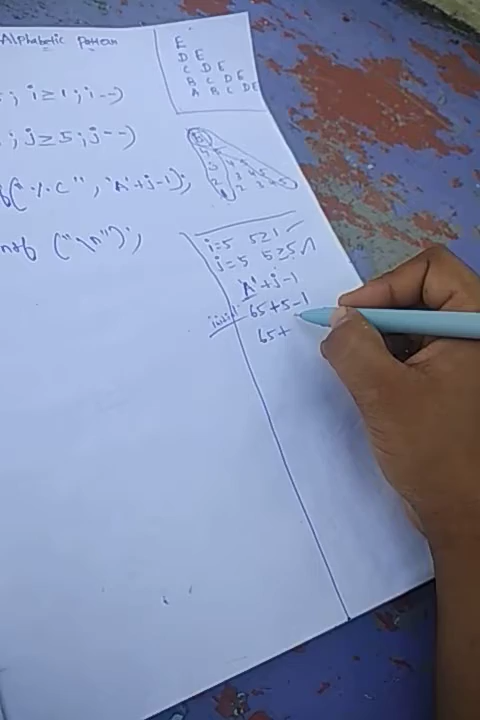 Alphabetic Pattern
E
D E
C D E
B C D E
A B C D E
; i≥1; i--)
; j≥5; j--)
f("%c", 'A'+j-1);
ntf ("\n");
i=5 5≥1 ✓
j=5 5≥5 ✓
'A'+j-1
65+5-1
65+